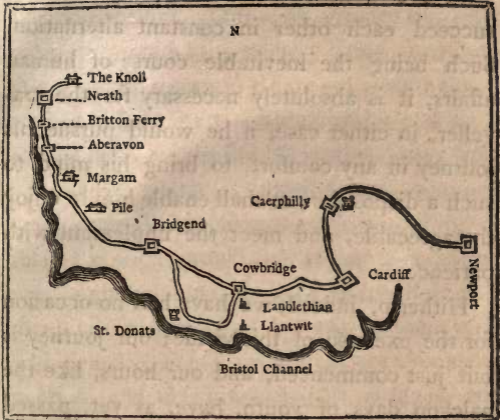 N
The Knoll
Neath
Britton Ferry
Aberavon
Margam
Pile
Bridgend
Caerphilly
Newport
Cowbridge
Cardiff
Lanblethian
Llantwit
St. Donats
Bristol Channel